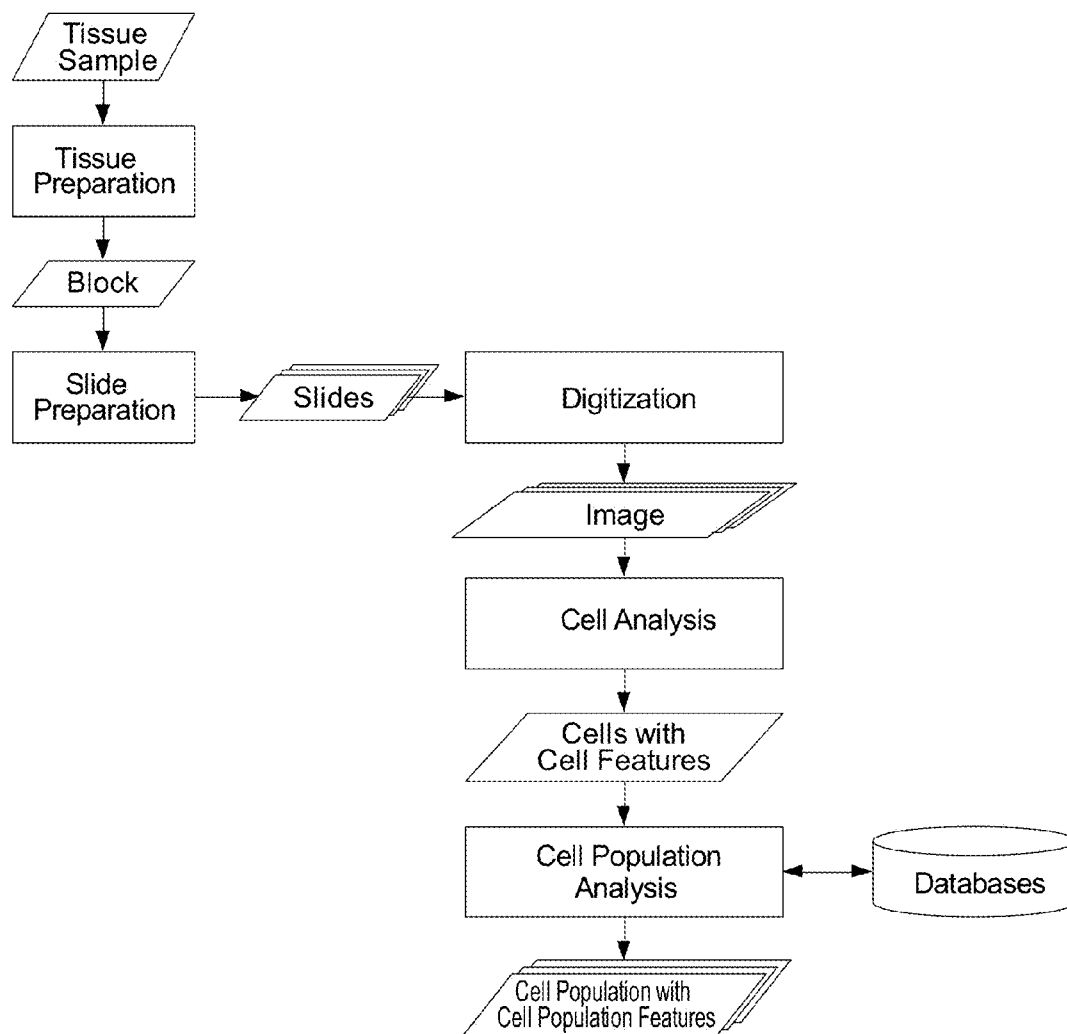 Tissue
Sample
Tissue
Preparation
Block
Slide
Preparation
Slides
Digitization
Image
Cell Analysis
Cells with
Cell Features
Cell Population
Analysis
Databases
Cell Population with
Cell Population Features